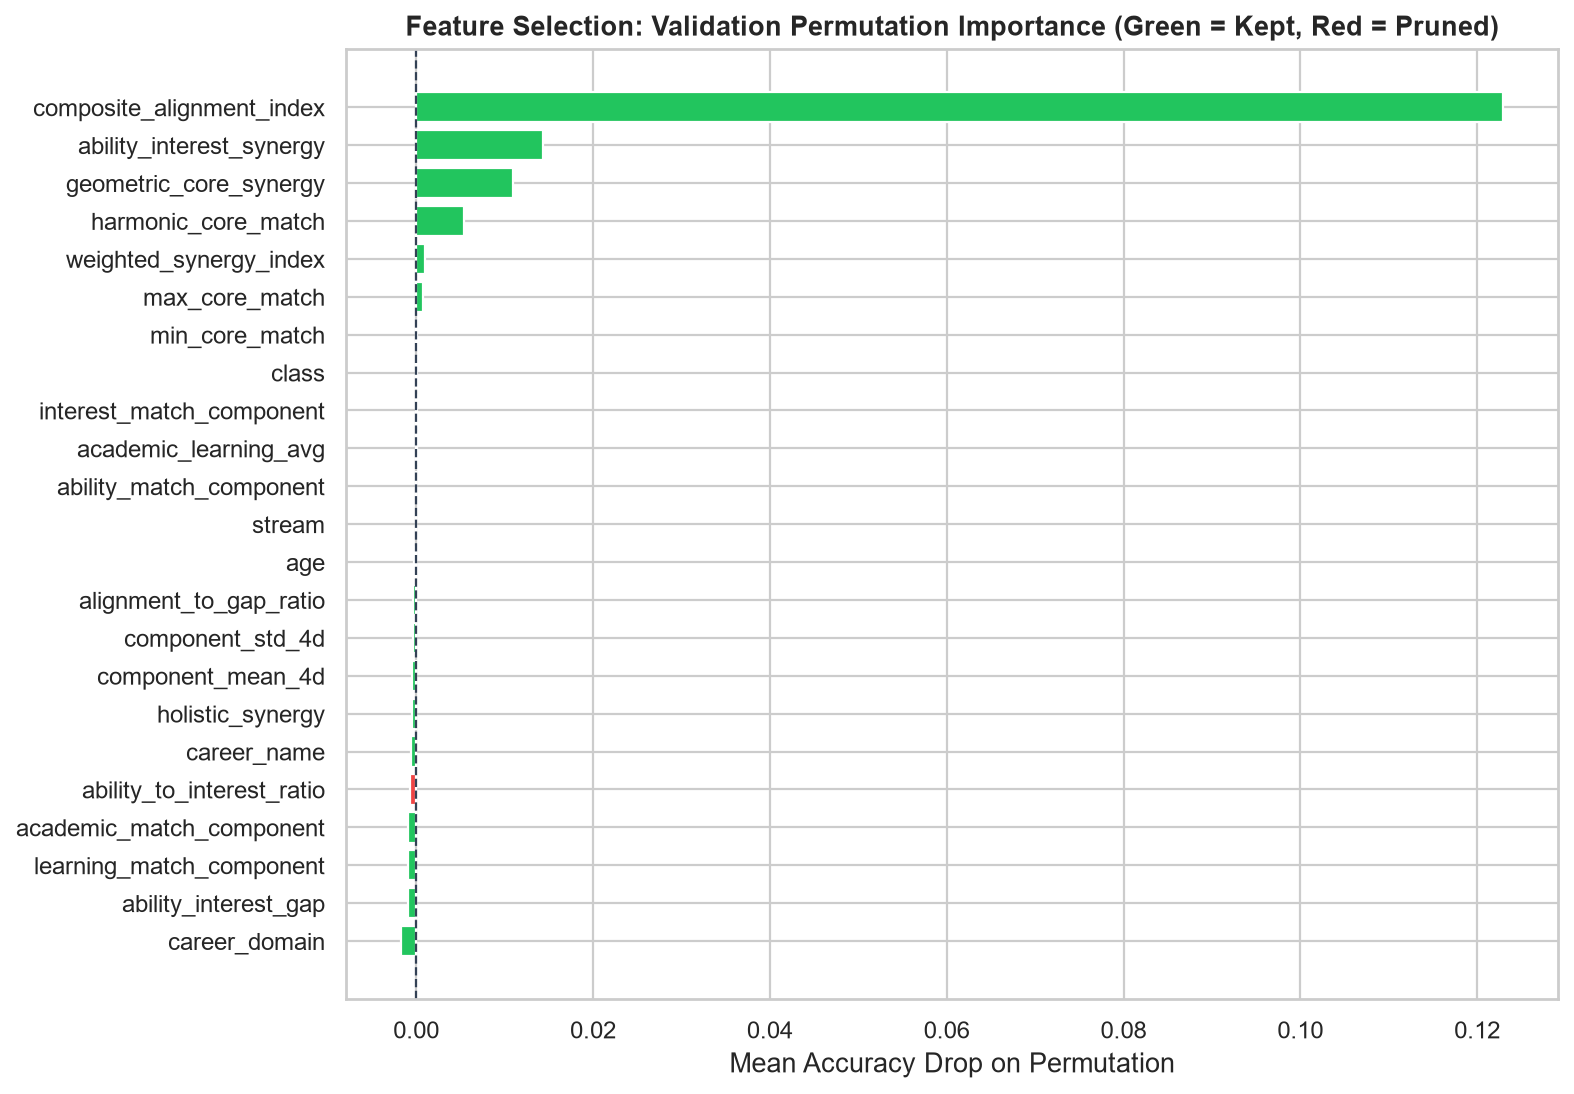 Feature Selection: Validation Permutation Importance (Green = Kept, Red = Pruned)
composite_alignment_index
ability_interest_synergy
geometric_core_synergy
harmonic_core_match
weighted_synergy_index
max_core_match
min_core_match
class
interest_match_component
academic_learning_avg
ability_match_component
stream
age
alignment_to_gap_ratio
component_std_4d
component_mean_4d
holistic_synergy
career_name
ability_to_interest_ratio
academic_match_component
learning_match_component
ability_interest_gap
career_domain
0.00 0.02 0.04 0.06 0.08 0.10 0.12
Mean Accuracy Drop on Permutation